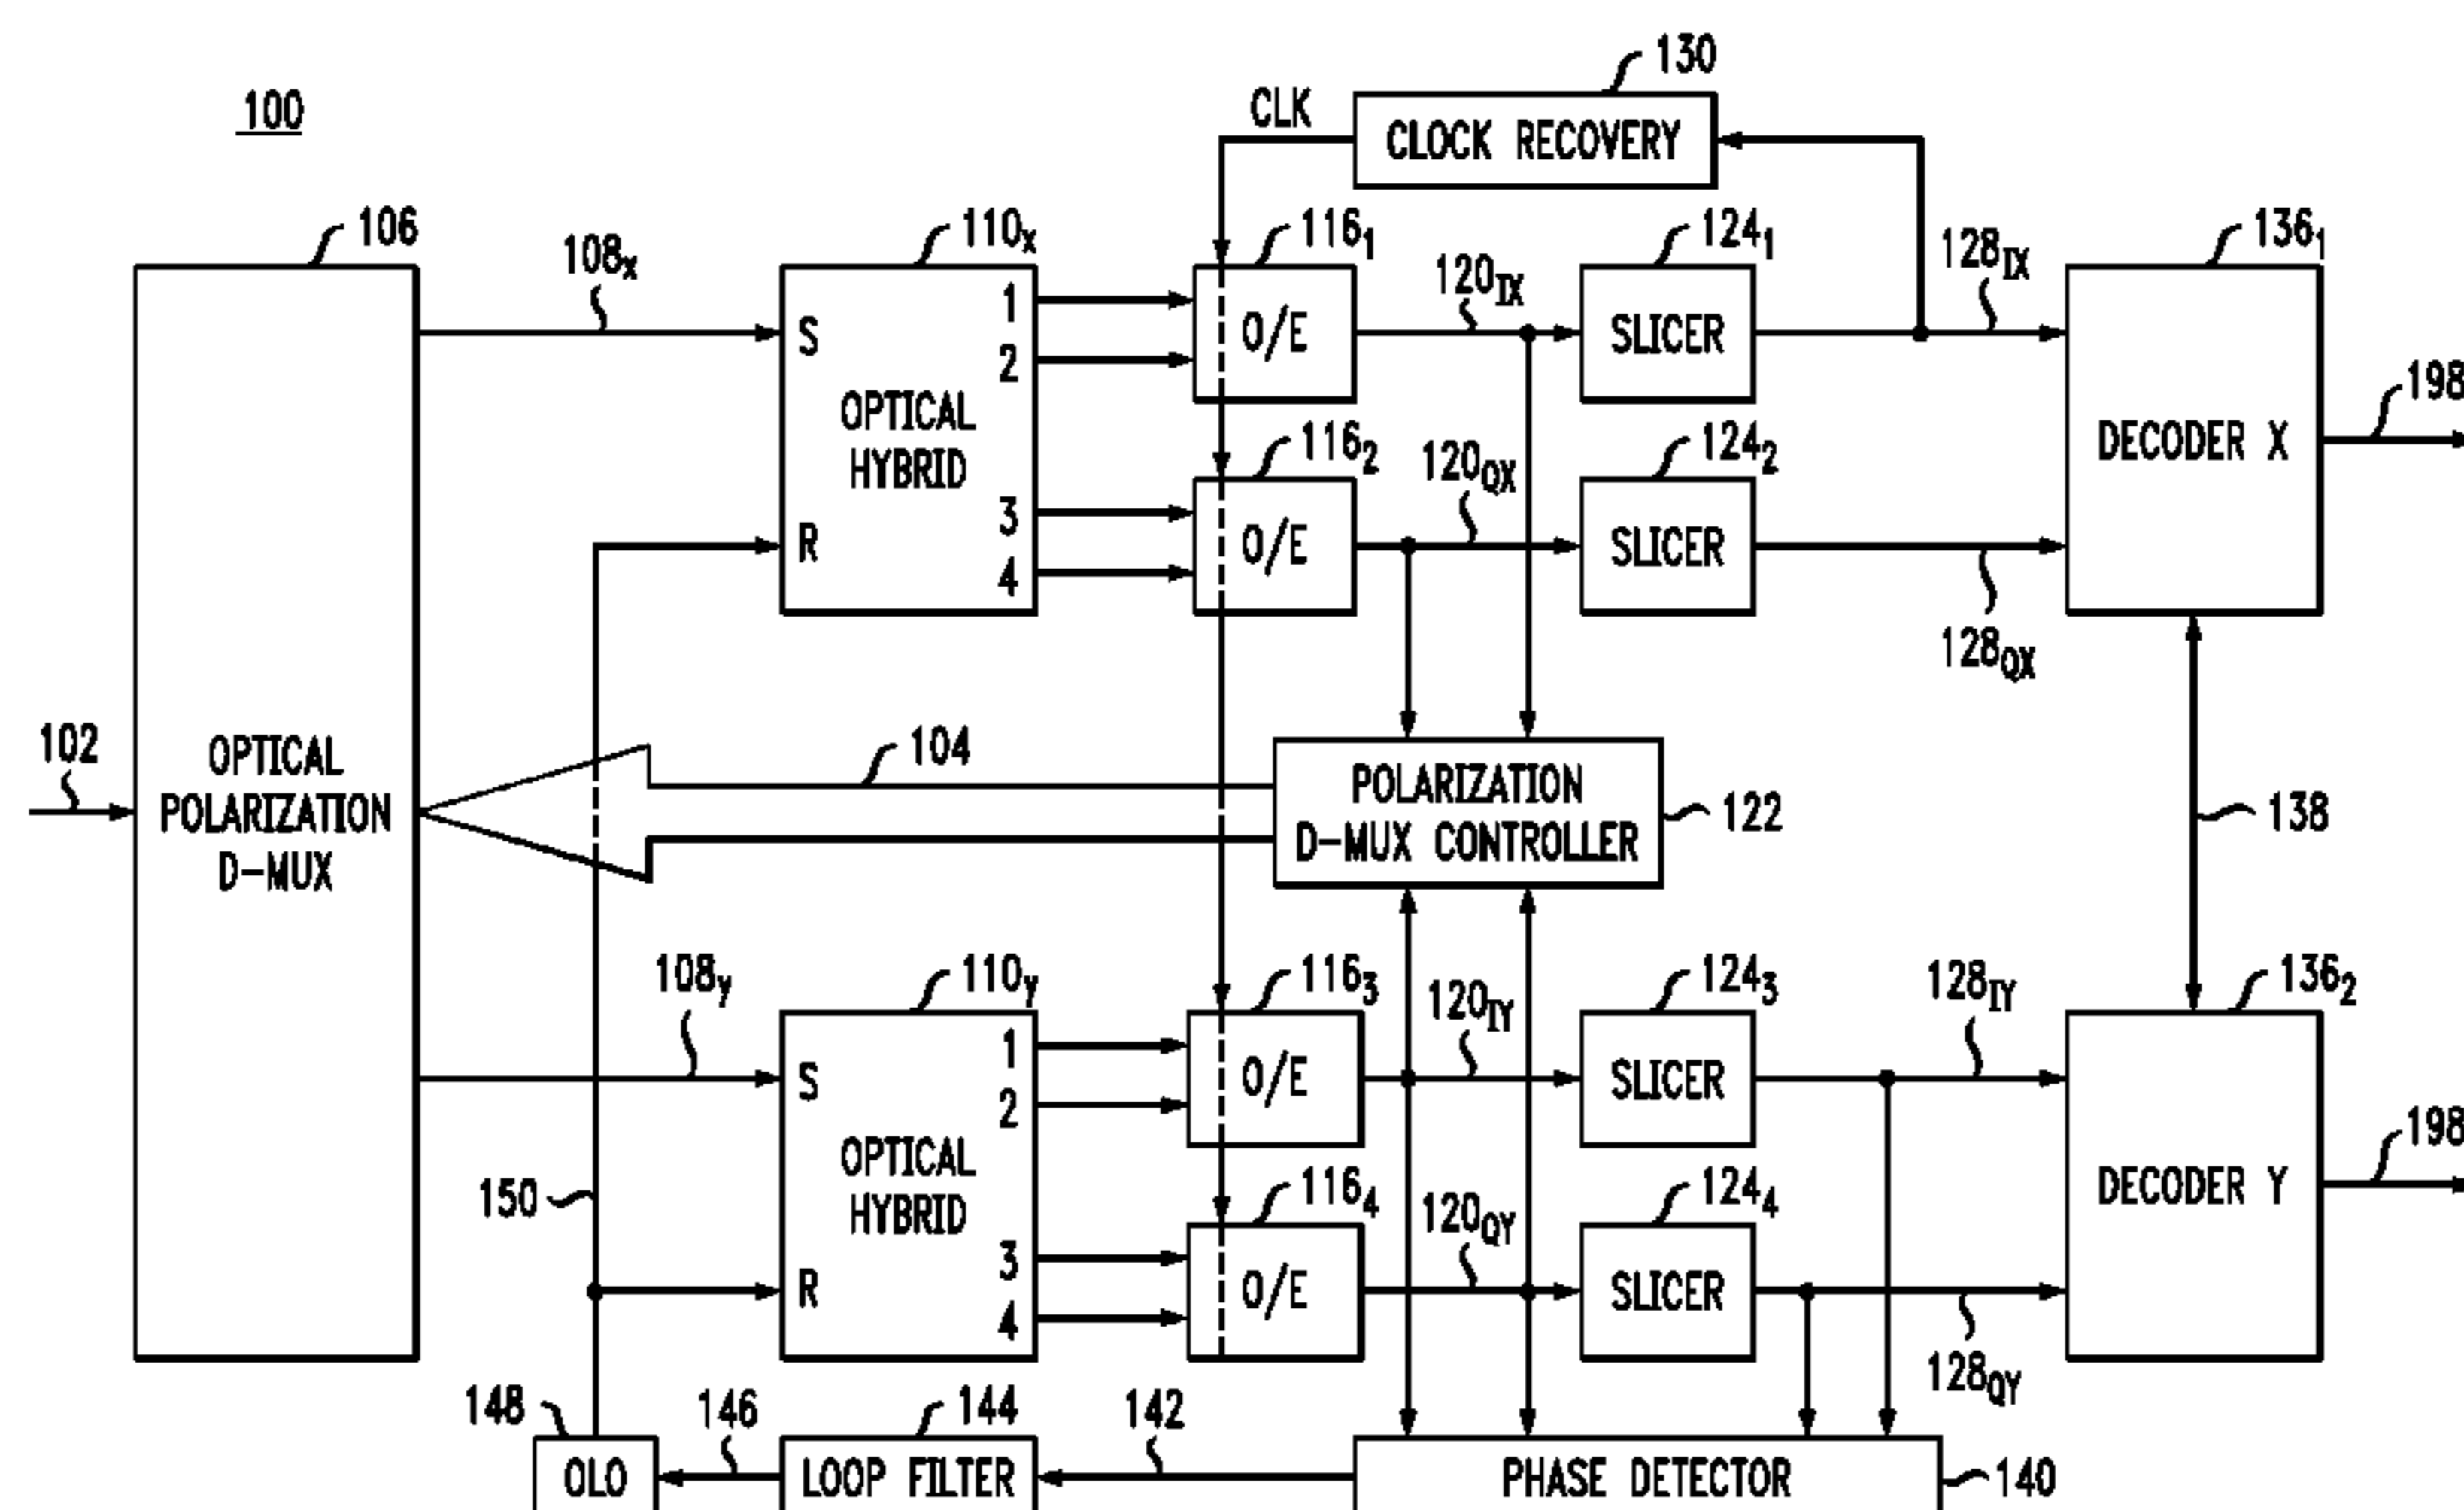 100
130
CLK
CLOCK RECOVERY
106
108x
110x
116₁
120IX
124₁
128IX
136₁
S
1
2
O/E
SLICER
OPTICAL
HYBRID
116₂
120QX
124₂
DECODER X
198
R
3
4
O/E
SLICER
128QX
102
OPTICAL
POLARIZATION
D-MUX
104
POLARIZATION
D-MUX CONTROLLER
122
138
108y
110y
116₃
120IY
124₃
128IY
136₂
S
1
2
O/E
SLICER
OPTICAL
HYBRID
150
116₄
120QY
124₄
DECODER Y
198
R
3
4
O/E
SLICER
128QY
148
146
144
142
OLO
LOOP FILTER
PHASE DETECTOR
140